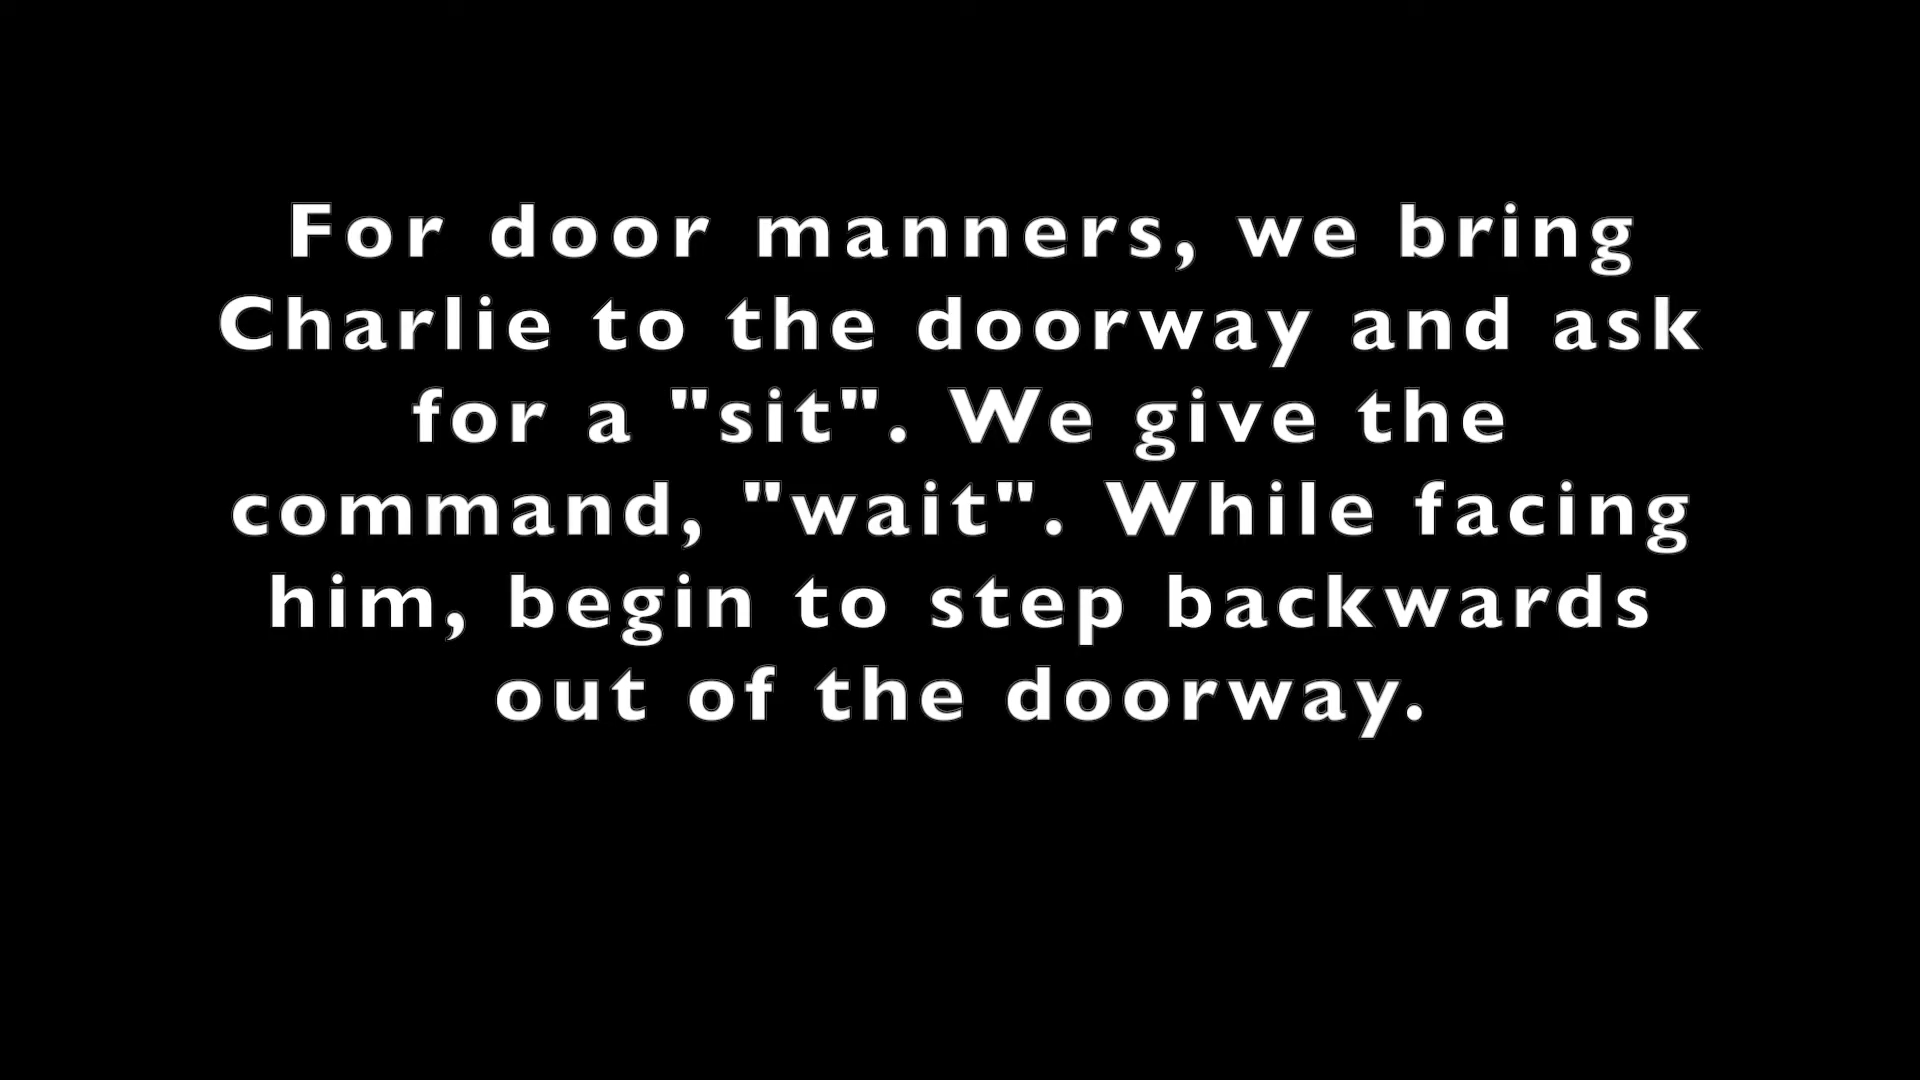 For door manners, we bring
Charlie to the doorway and ask
for a "sit". We give the
command, "wait". While facing
him, begin to step backwards
out of the doorway.